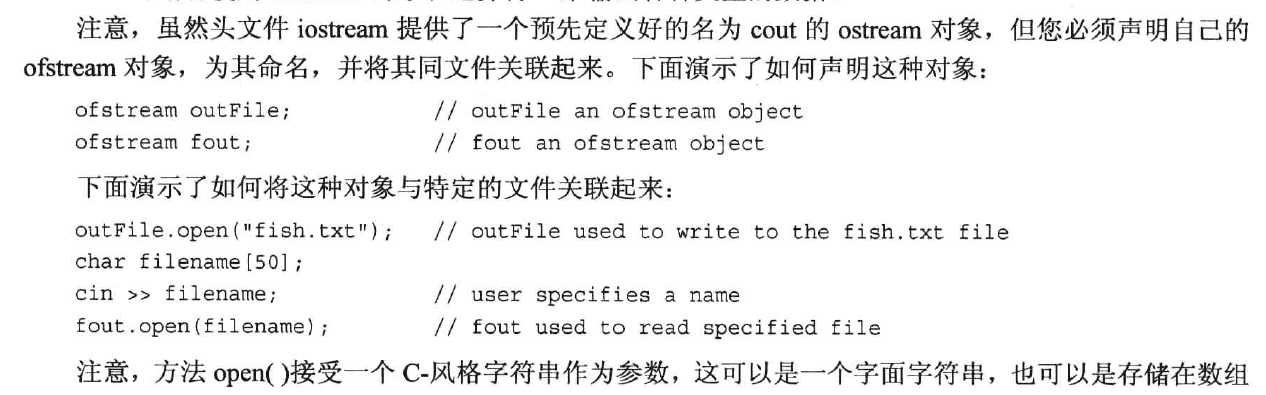 注意，虽然头文件 iostream 提供了一个预先定义好的名为 cout 的 ostream 对象，但您必须声明自己的
ofstream 对象，为其命名，并将其同文件关联起来。下面演示了如何声明这种对象：
ofstream outFile; // outFile an ofstream object
ofstream fout; // fout an ofstream object
下面演示了如何将这种对象与特定的文件关联起来：
outFile.open("fish.txt"); // outFile used to write to the fish.txt file
char filename[50];
cin >> filename; // user specifies a name
fout.open(filename); // fout used to read specified file
注意，方法 open( )接受一个 C-风格字符串作为参数，这可以是一个字面字符串，也可以是存储在数组